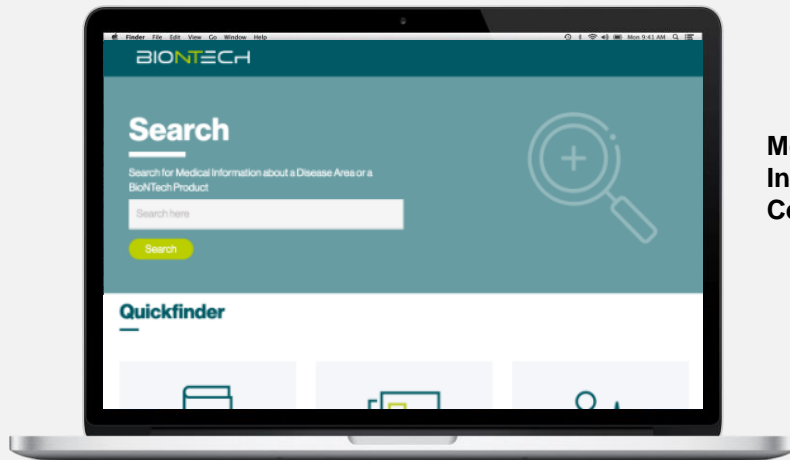 Finder File Edit View Go Window Help
Mon 9:41 AM
BIONTECH
Search
Search for Medical Information about a Disease Area or a
BioNTech Product
Search here
Search
Quickfinder